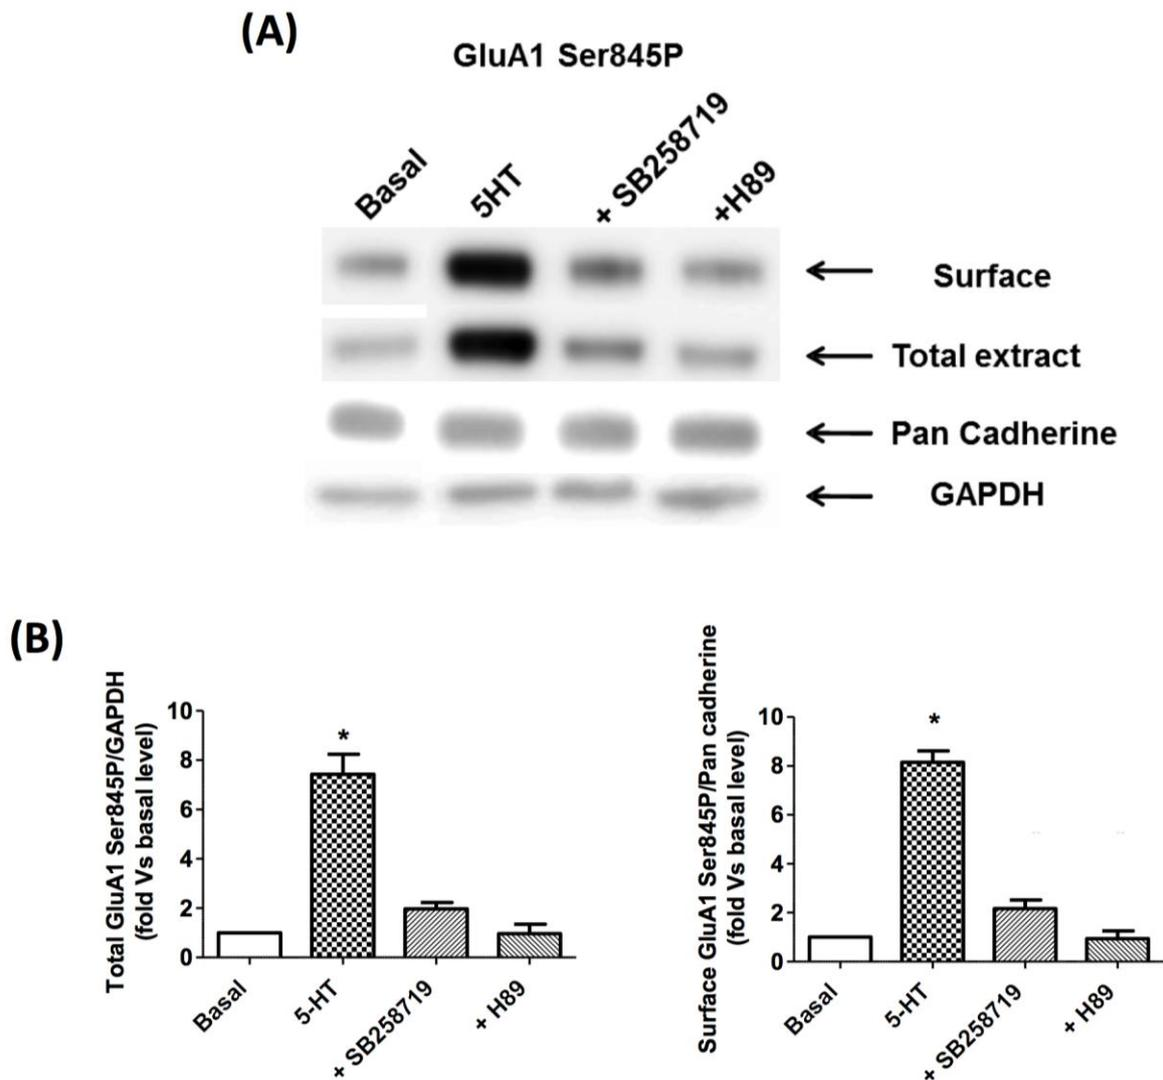 (A)
GluA1 Ser845P
Basal
5HT
+ SB258719
+H89
Surface
Total extract
Pan Cadherine
GAPDH
(B)
Total GluA1 Ser845P/GAPDH
(fold Vs basal level)
10
8
6
4
2
0
*
Basal
5-HT
+ SB258719
+ H89
Surface GluA1 Ser845P/Pan cadherine
(fold Vs basal level)
10
8
6
4
2
0
*
Basal
5-HT
+ SB258719
+ H89